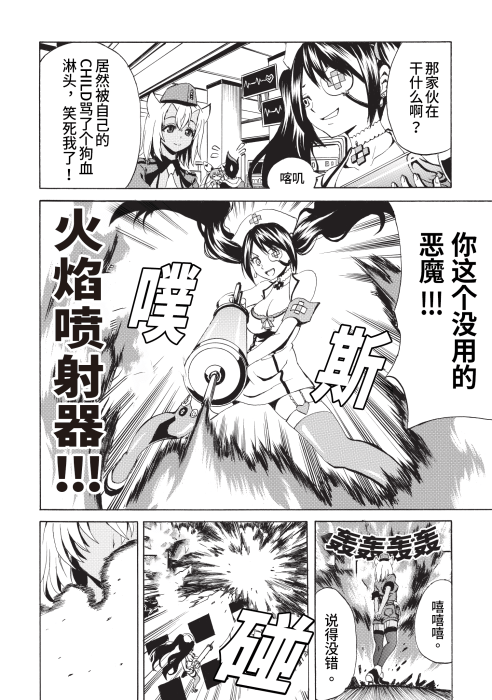 那家伙在
干什么啊？
喀叽
居然被自己的
CHILD骂了个狗血
淋头，笑死我了！
你这个没用的
恶魔!!!
斯
噗
火焰喷射器!!!
轰轰轰轰
嘻嘻嘻。
说得没错。
碰